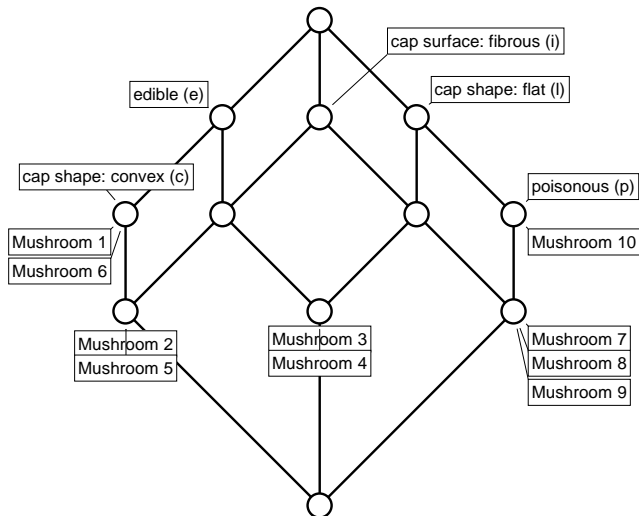 cap surface: fibrous (i)
edible (e)
cap shape: flat (l)
cap shape: convex (c)
poisonous (p)
Mushroom 1
Mushroom 10
Mushroom 6
Mushroom 2
Mushroom 3
Mushroom 7
Mushroom 5
Mushroom 4
Mushroom 8
Mushroom 9